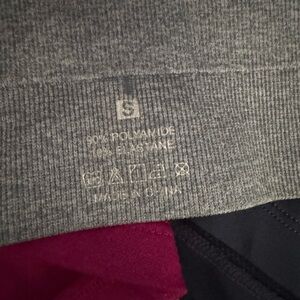 S
90% POLYAMIDE
10% ELASTANE
MADE IN CHINA